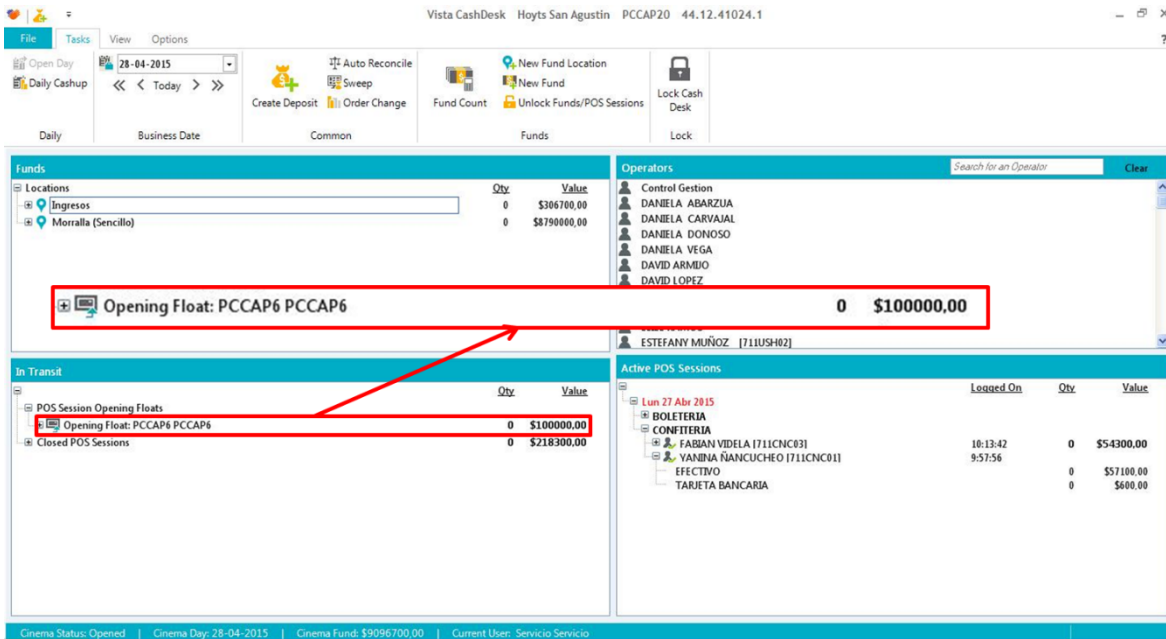 Vista CashDesk Hoyts San Agustin PCCAP20 44.12.41024.1
File Tasks View Options
Open Day
Daily Cashup
Daily
28-04-2015
Today
Business Date
Create Deposit
Auto Reconcile
Sweep
Order Change
Common
Fund Count
New Fund Location
New Fund
Unlock Funds/POS Sessions
Funds
Lock Cash
Desk
Lock
Funds
Locations Qty Value
Ingresos 0 $306700,00
Morralla (Sencillo) 0 $8790000,00
Opening Float: PCCAP6 PCCAP6 0 $100000,00
Operators Search for an Operator Clear
Control Gestion
DANIELA ABARZUA
DANIELA CARVAJAL
DANIELA DONOSO
DANIELA VEGA
DAVID ARMIJO
DAVID LOPEZ
ESTEFANY MUÑOZ [711USH02]
In Transit
Qty Value
POS Session Opening Floats
Opening Float: PCCAP6 PCCAP6 0 $100000,00
Closed POS Sessions 0 $218300,00
Active POS Sessions
Logged On Qty Value
Lun 27 Abr 2015
BOLETERIA
CONFITERIA
FABIAN VIDELA [711CNC03] 10:13:42 0 $54300,00
YANINA ÑANCUCHEO [711CNC01] 9:57:56
EFECTIVO 0 $57100,00
TARJETA BANCARIA 0 $600,00
Cinema Status: Opened | Cinema Day: 28-04-2015 | Cinema Fund: $9096700,00 | Current User: Servicio Servicio